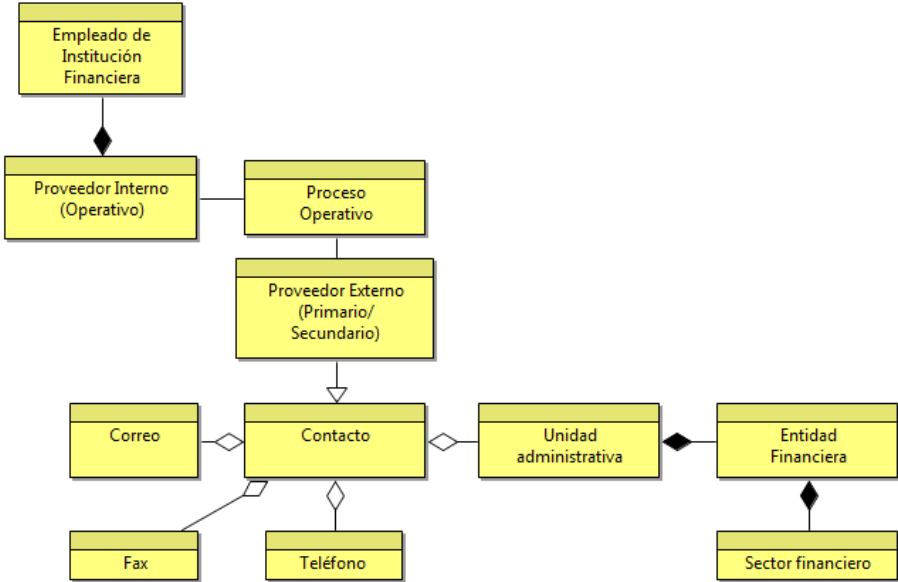 Empleado de
Institución
Financiera
Proveedor Interno
(Operativo)
Proceso
Operativo
Proveedor Externo
(Primario/
Secundario)
Correo
Contacto
Unidad
administrativa
Entidad
Financiera
Fax
Teléfono
Sector financiero